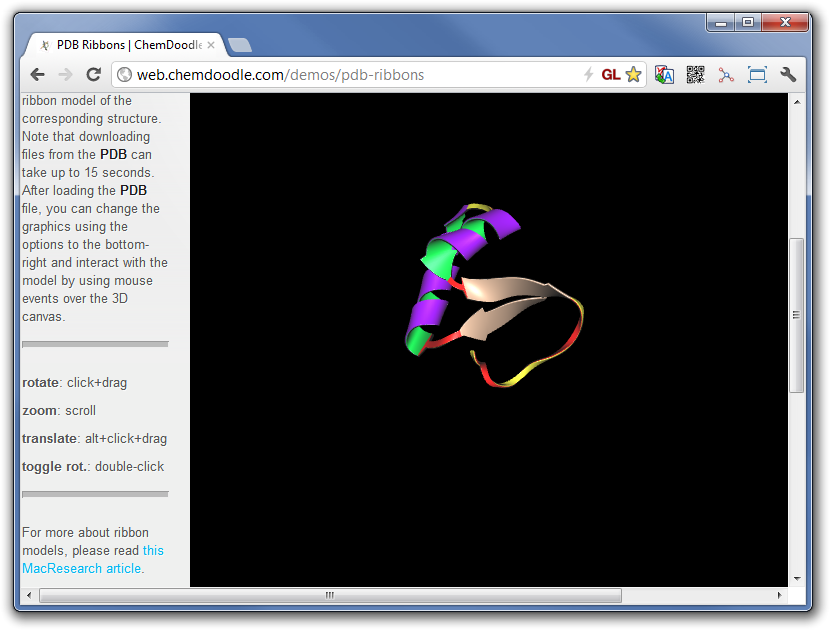 PDB Ribbons | ChemDoodle
web.chemdoodle.com/demos/pdb-ribbons
GL
ribbon model of the
corresponding structure.
Note that downloading
files from the PDB can
take up to 15 seconds.
After loading the PDB
file, you can change the
graphics using the
options to the bottom-
right and interact with the
model by using mouse
events over the 3D
canvas.
rotate: click+drag
zoom: scroll
translate: alt+click+drag
toggle rot.: double-click
For more about ribbon
models, please read this
MacResearch article.